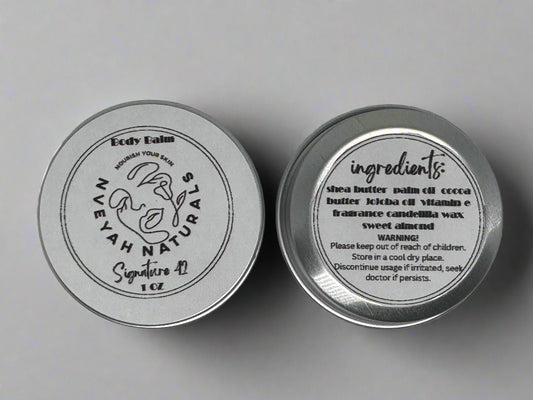 Body Balm
NOURISH YOUR SKIN
NVEYAH NATURALS
Signature 42
1 OZ
ingredients:
shea butter palm oil cocoa
butter Jojoba oil vitamin e
fragrance candelilla wax
sweet almond
WARNING!
Please keep out of reach of children.
Store in a cool dry place.
Discontinue usage if irritated, seek
doctor if persists.